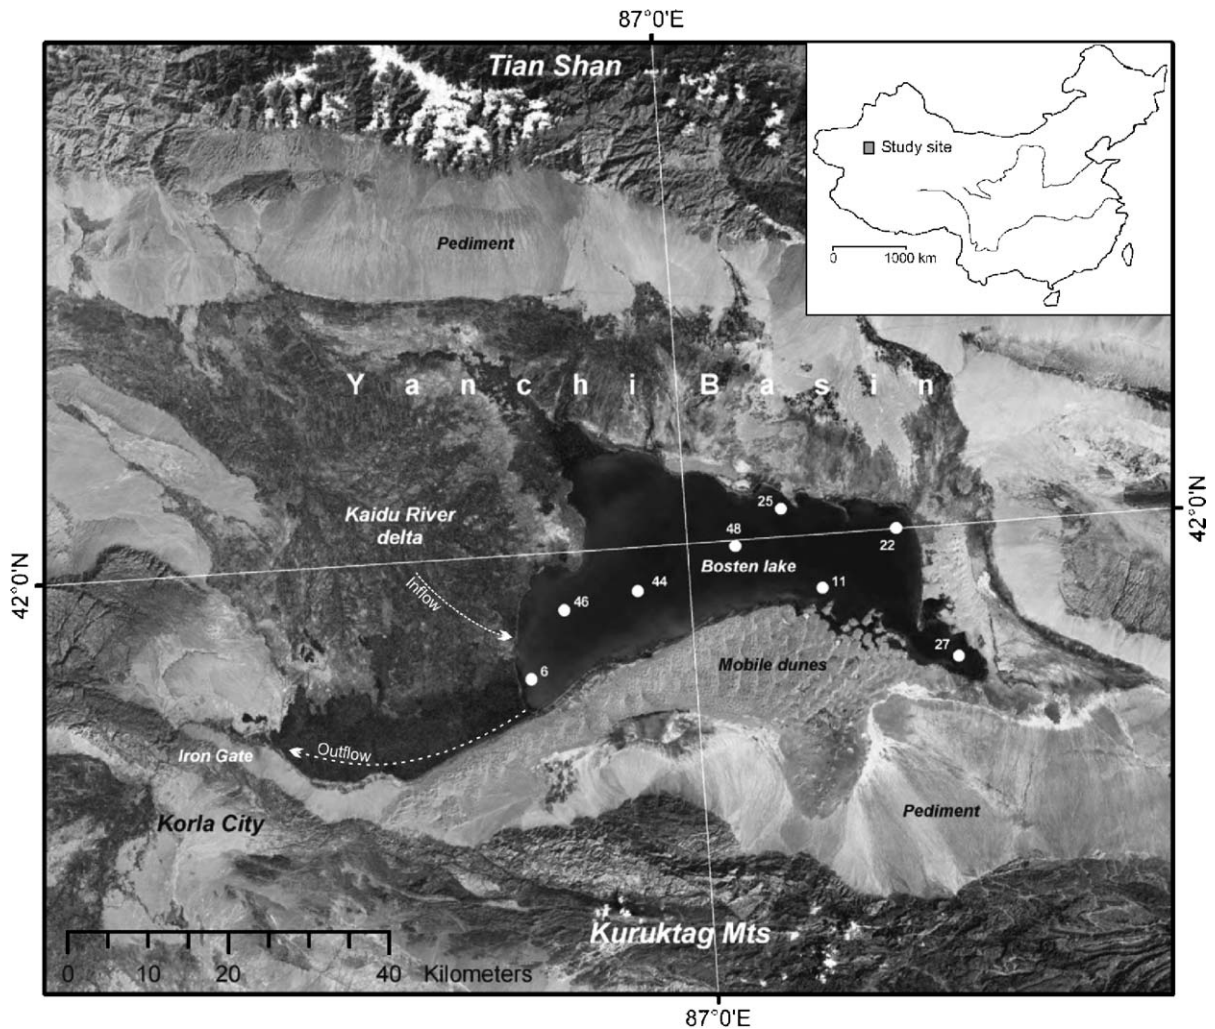 87°0'E
Tian Shan
Study site
0 1000 km
Pediment
Y a n c h i B a s i n
42°0'N
25
48
22
Kaidu River
delta
Bosten lake
42°0'N
44
11
46
Inflow
27
Mobile dunes
6
Outflow
Iron Gate
Pediment
Korla City
Kuruktag Mts
0 10 20 40 Kilometers
87°0'E